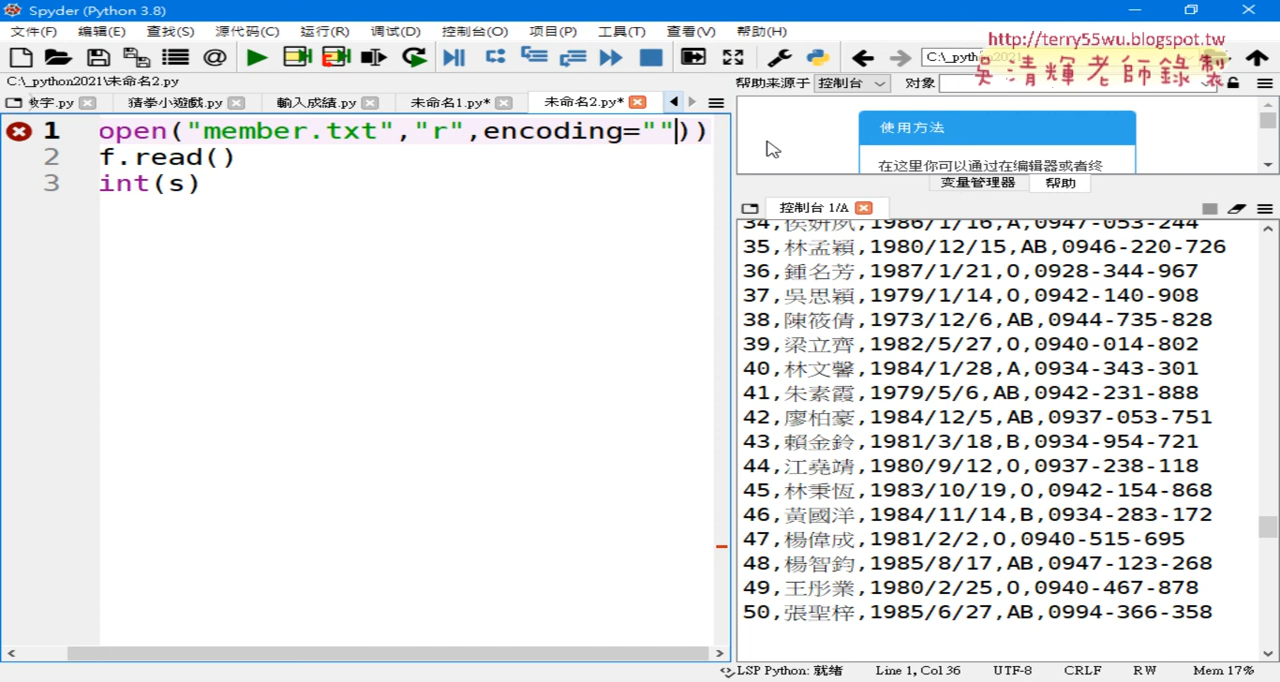 Spyder (Python 3.8)
文件(F) 编辑(E) 查找(S) 源代码(C) 运行(R) 调试(D) 控制台(O) 项目(P) 工具(T) 查看(V) 帮助(H)
http://terry55wu.blogspot.tw
吳清輝老師錄製
C:\_python2021
C:\_python2021\未命名2.py
帮助来源于 控制台 对象
数字.py 猜拳小遊戲.py 輸入成績.py 未命名1.py* 未命名2.py*
1 open("member.txt","r",encoding=""))
2 f.read()
3 int(s)
使用方法
在这里你可以通过在编辑器或者终
变量管理器 帮助
控制台 1/A
35,林孟穎,1980/12/15,AB,0946-220-726
36,鍾名芳,1987/1/21,O,0928-344-967
37,吳思穎,1979/1/14,O,0942-140-908
38,陳筱倩,1973/12/6,AB,0944-735-828
39,梁立齊,1982/5/27,O,0940-014-802
40,林文馨,1984/1/28,A,0934-343-301
41,朱素霞,1979/5/6,AB,0942-231-888
42,廖柏豪,1984/12/5,AB,0937-053-751
43,賴金鈴,1981/3/18,B,0934-954-721
44,江堯靖,1980/9/12,O,0937-238-118
45,林秉恆,1983/10/19,O,0942-154-868
46,黃國洋,1984/11/14,B,0934-283-172
47,楊偉成,1981/2/2,O,0940-515-695
48,楊智鈞,1985/8/17,AB,0947-123-268
49,王彤業,1980/2/25,O,0940-467-878
50,張聖梓,1985/6/27,AB,0994-366-358
LSP Python: 就绪 Line 1, Col 36 UTF-8 CRLF RW Mem 17%